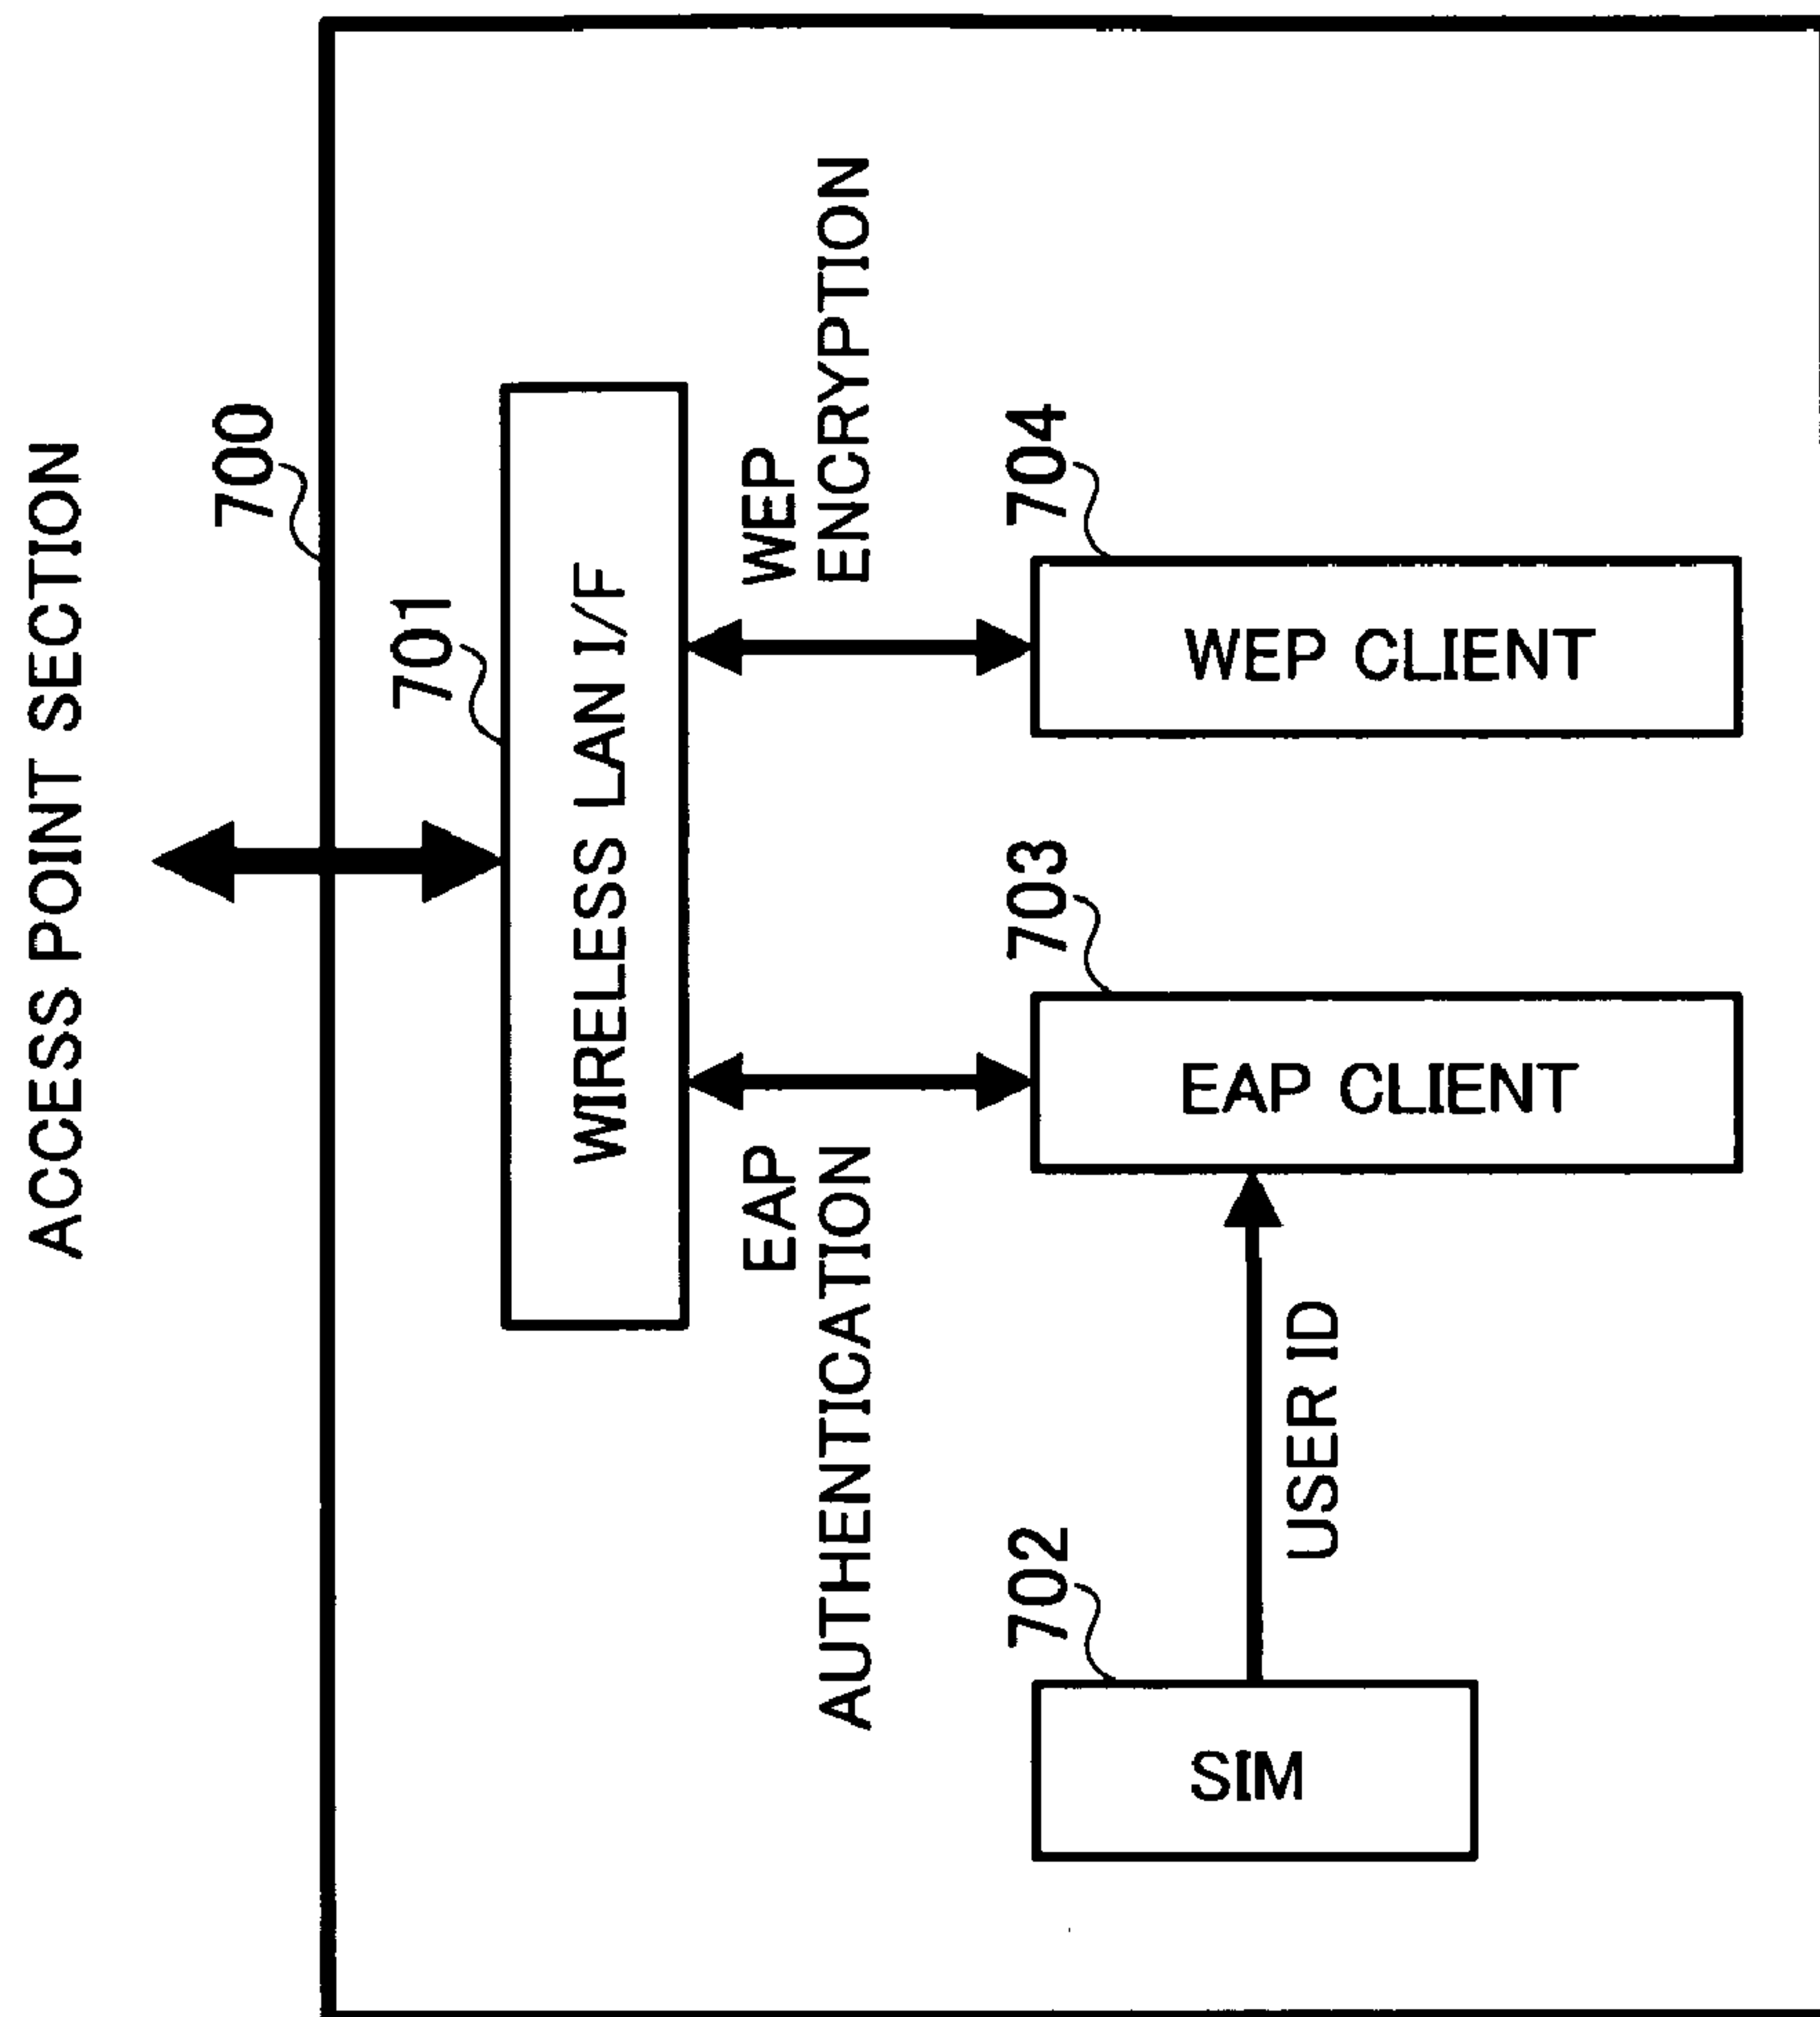 ACCESS POINT SECTION
700
701
WIRELESS LAN I/F
EAP
AUTHENTICATION
WEP
ENCRYPTION
702
703
704
SIM
USER ID
EAP CLIENT
WEP CLIENT